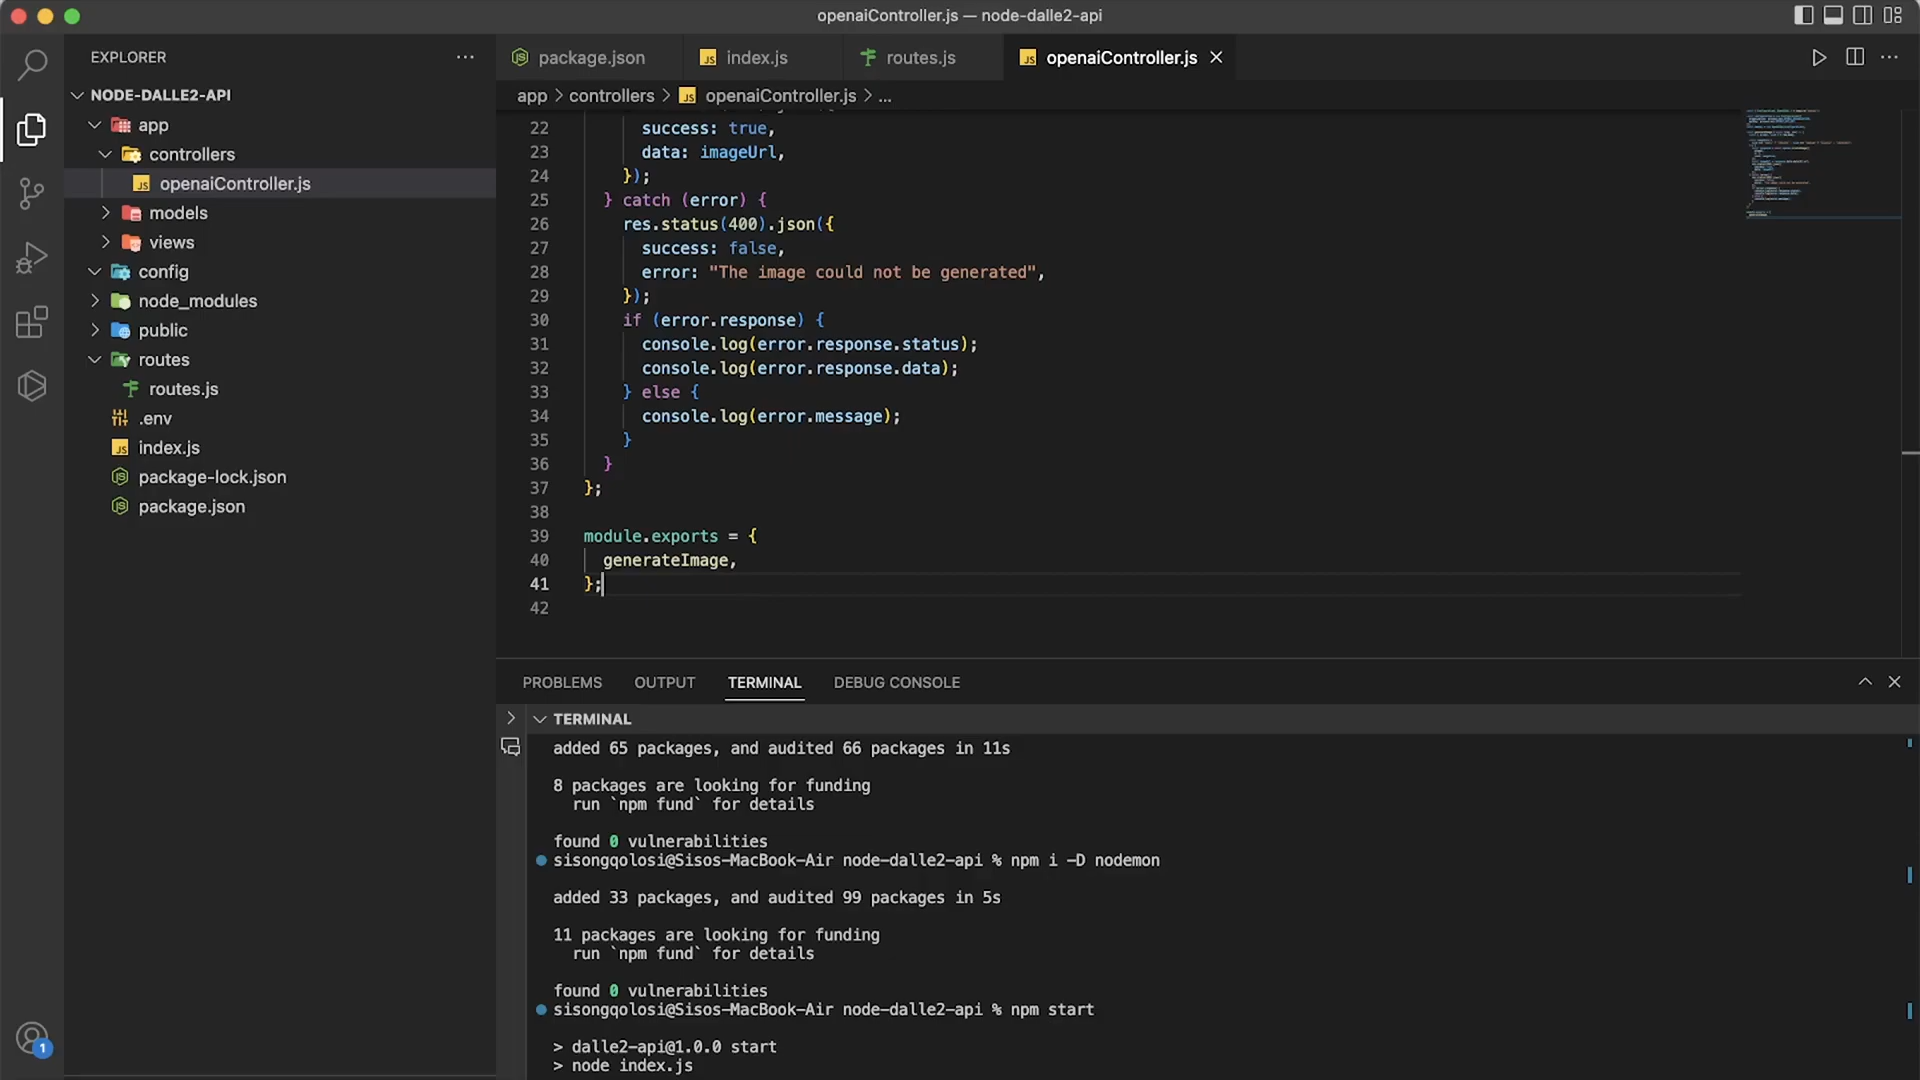 openaiController.js — node-dalle2-api
EXPLORER
package.json
index.js
routes.js
openaiController.js
NODE-DALLE2-API
app > controllers > openaiController.js > ...
app
controllers
openaiController.js
models
views
config
node_modules
public
routes
routes.js
.env
index.js
package-lock.json
package.json
1
22 success: true,
23 data: imageUrl,
24 });
25 } catch (error) {
26 res.status(400).json({
27 success: false,
28 error: "The image could not be generated",
29 });
30 if (error.response) {
31 console.log(error.response.status);
32 console.log(error.response.data);
33 } else {
34 console.log(error.message);
35 }
36 }
37 };
38
39 module.exports = {
40 generateImage,
41 };
42
PROBLEMS OUTPUT TERMINAL DEBUG CONSOLE
TERMINAL
added 65 packages, and audited 66 packages in 11s
8 packages are looking for funding
run `npm fund` for details
found 0 vulnerabilities
sisongqolosi@Sisos-MacBook-Air node-dalle2-api % npm i -D nodemon
added 33 packages, and audited 99 packages in 5s
11 packages are looking for funding
run `npm fund` for details
found 0 vulnerabilities
sisongqolosi@Sisos-MacBook-Air node-dalle2-api % npm start
> dalle2-api@1.0.0 start
> node index.js